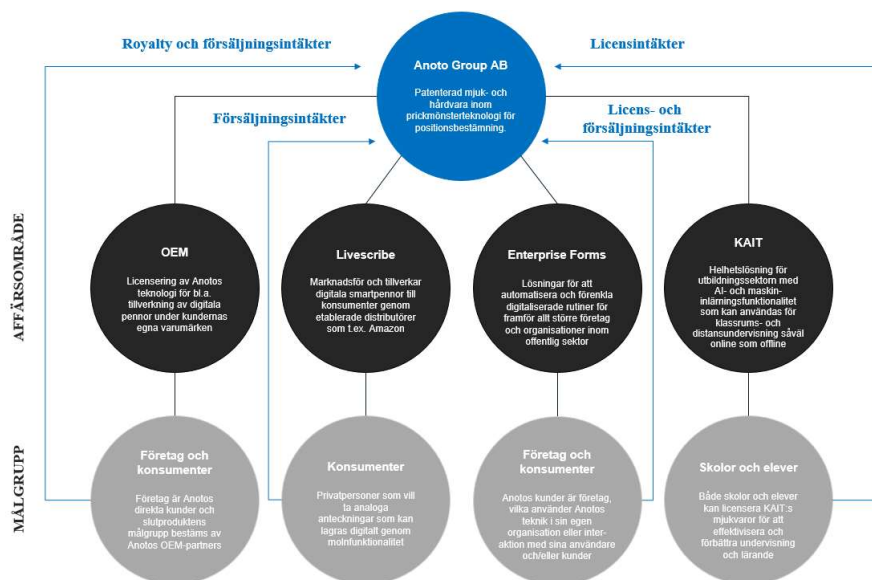 Royalty och försäljningsintäkter
Licensintäkter
Anoto Group AB
Patenterad mjuk- och
hårdvara inom
prickmönsterteknologi för
positionsbestämning.
Försäljningsintäkter
Licens- och
försäljningsintäkter
AFFÄRSOMRÅDE
OEM
Licensering av Anotos
teknologi för bl.a.
tillverkning av digitala
pennor under kundernas
egna varumärken
Livescribe
Marknadsför och tillverkar
digitala smartpennor till
konsumenter genom
etablerade distributörer
som t.ex. Amazon
Enterprise Forms
Lösningar för att
automatisera och förenkla
digitaliserade rutiner för
framför allt större företag
och organisationer inom
offentlig sektor
KAIT
Helhetslösning för
utbildningssektorn med
AI- och maskin-
inlärningsfunktionalitet
som kan användas för
klassrums- och
distansundervisning såväl
online som offline
MÅLGRUPP
Företag och
konsumenter
Företag är Anotos
direkta kunder och
slutproduktens
målgrupp bestäms av
Anotos OEM-partners
Konsumenter
Privatpersoner som vill
ta analoga
anteckningar som kan
lagras digitalt genom
molnfunktionalitet
Företag och
konsumenter
Anotos kunder är företag,
vilka använder Anotos
teknik i sin egen
organisation eller inter-
aktion med sina användare
och/eller kunder
Skolor och elever
Både skolor och elever
kan licensera KAIT:s
mjukvaror för att
effektivisera och
förbättra undervisning
och lärande